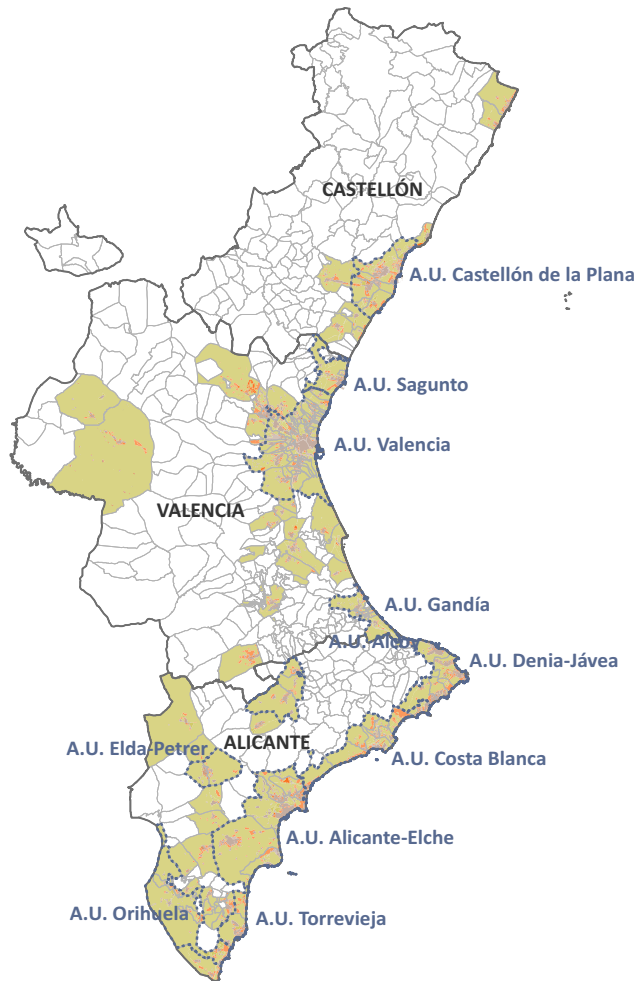 CASTELLÓN
A.U. Castellón de la Plana
A.U. Sagunto
A.U. Valencia
VALENCIA
A.U. Gandía
A.U. Alcoy
A.U. Denia-Jávea
A.U. Elda-Petrer
ALICANTE
A.U. Costa Blanca
A.U. Alicante-Elche
A.U. Orihuela
A.U. Torrevieja